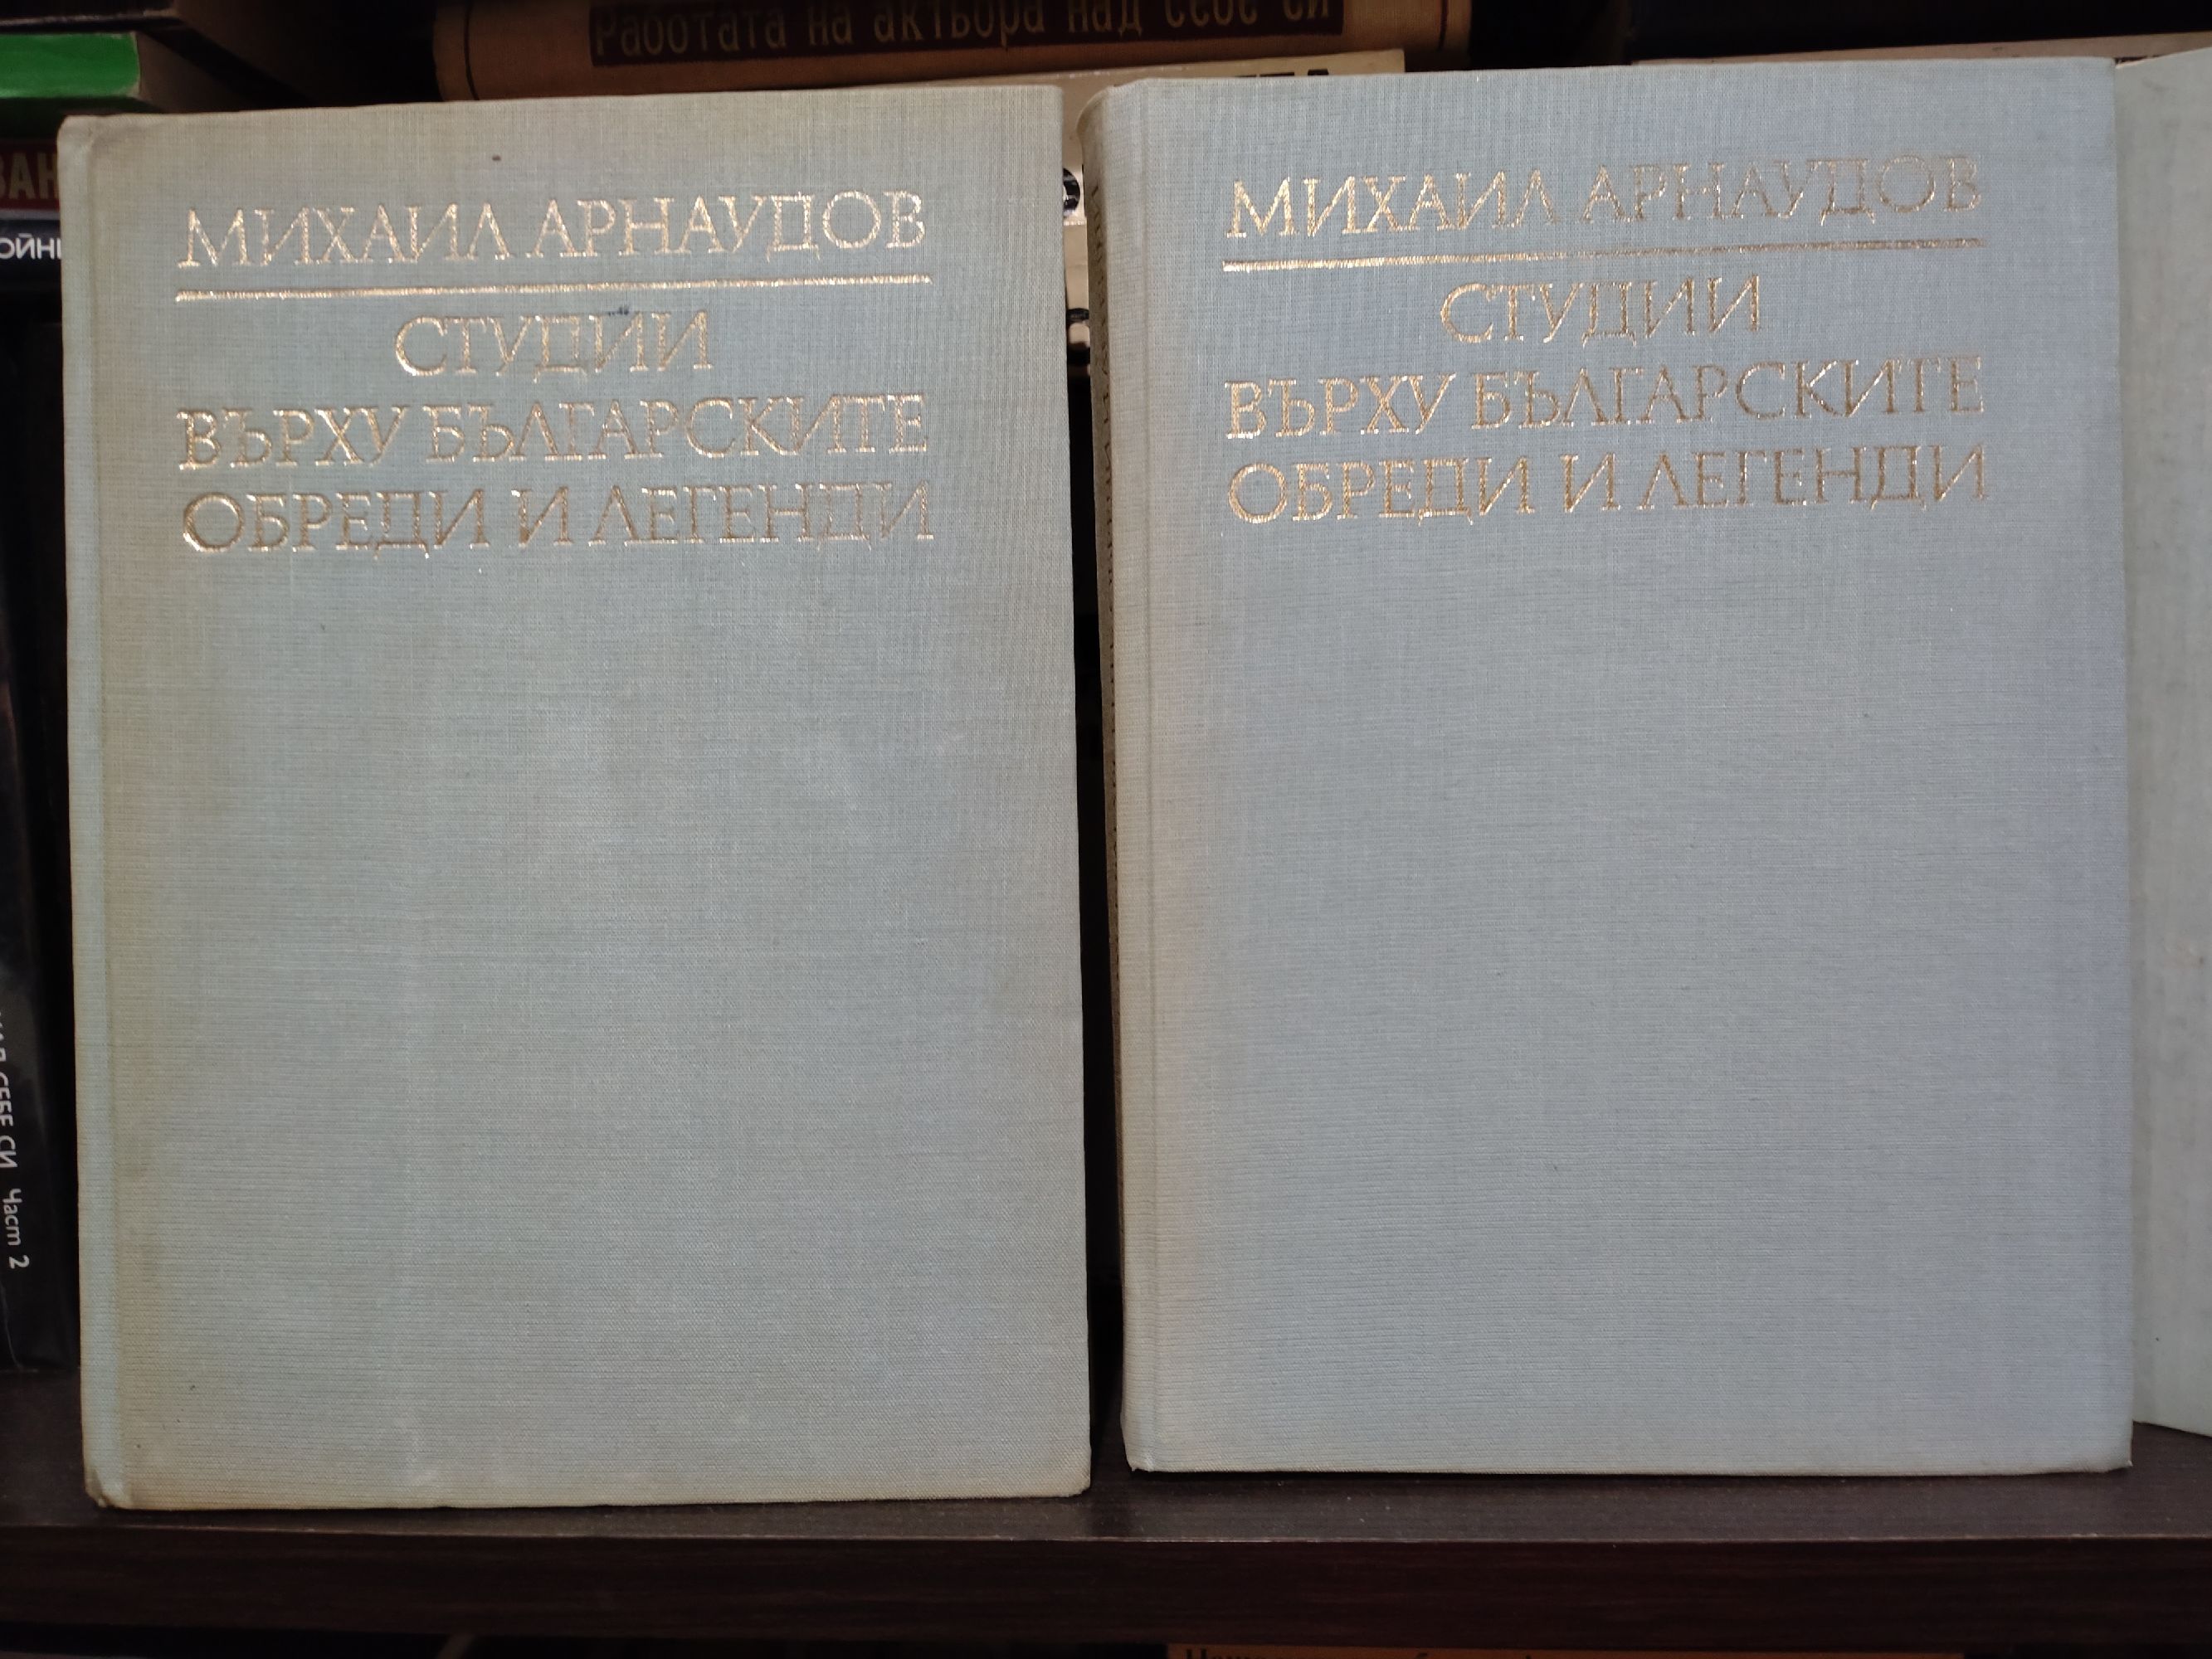 Работата на актьора над себе си
МИХАИЛ АРНАУДОВ
СТУДИИ
ВЪРХУ БЪЛГАРСКИТЕ
ОБРЕДИ И ЛЕГЕНДИ
МИХАИЛ АРНАУДОВ
СТУДИИ
ВЪРХУ БЪЛГАРСКИТЕ
ОБРЕДИ И ЛЕГЕНДИ
СЕБЕ СИ Част 2